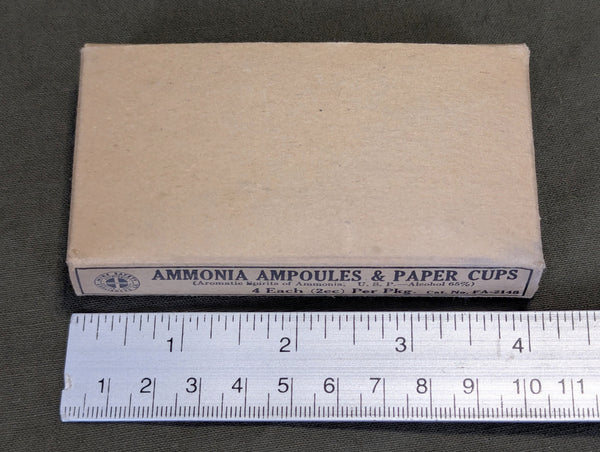 AMMONIA AMPOULES & PAPER CUPS
(Aromatic Spirits of Ammonia, U. S. P.—Alcohol 65%)
4 Each (2cc) Per Pkg. Cat. No. FA-2146
1 2 3 4
1 2 3 4 5 6 7 8 9 10 11